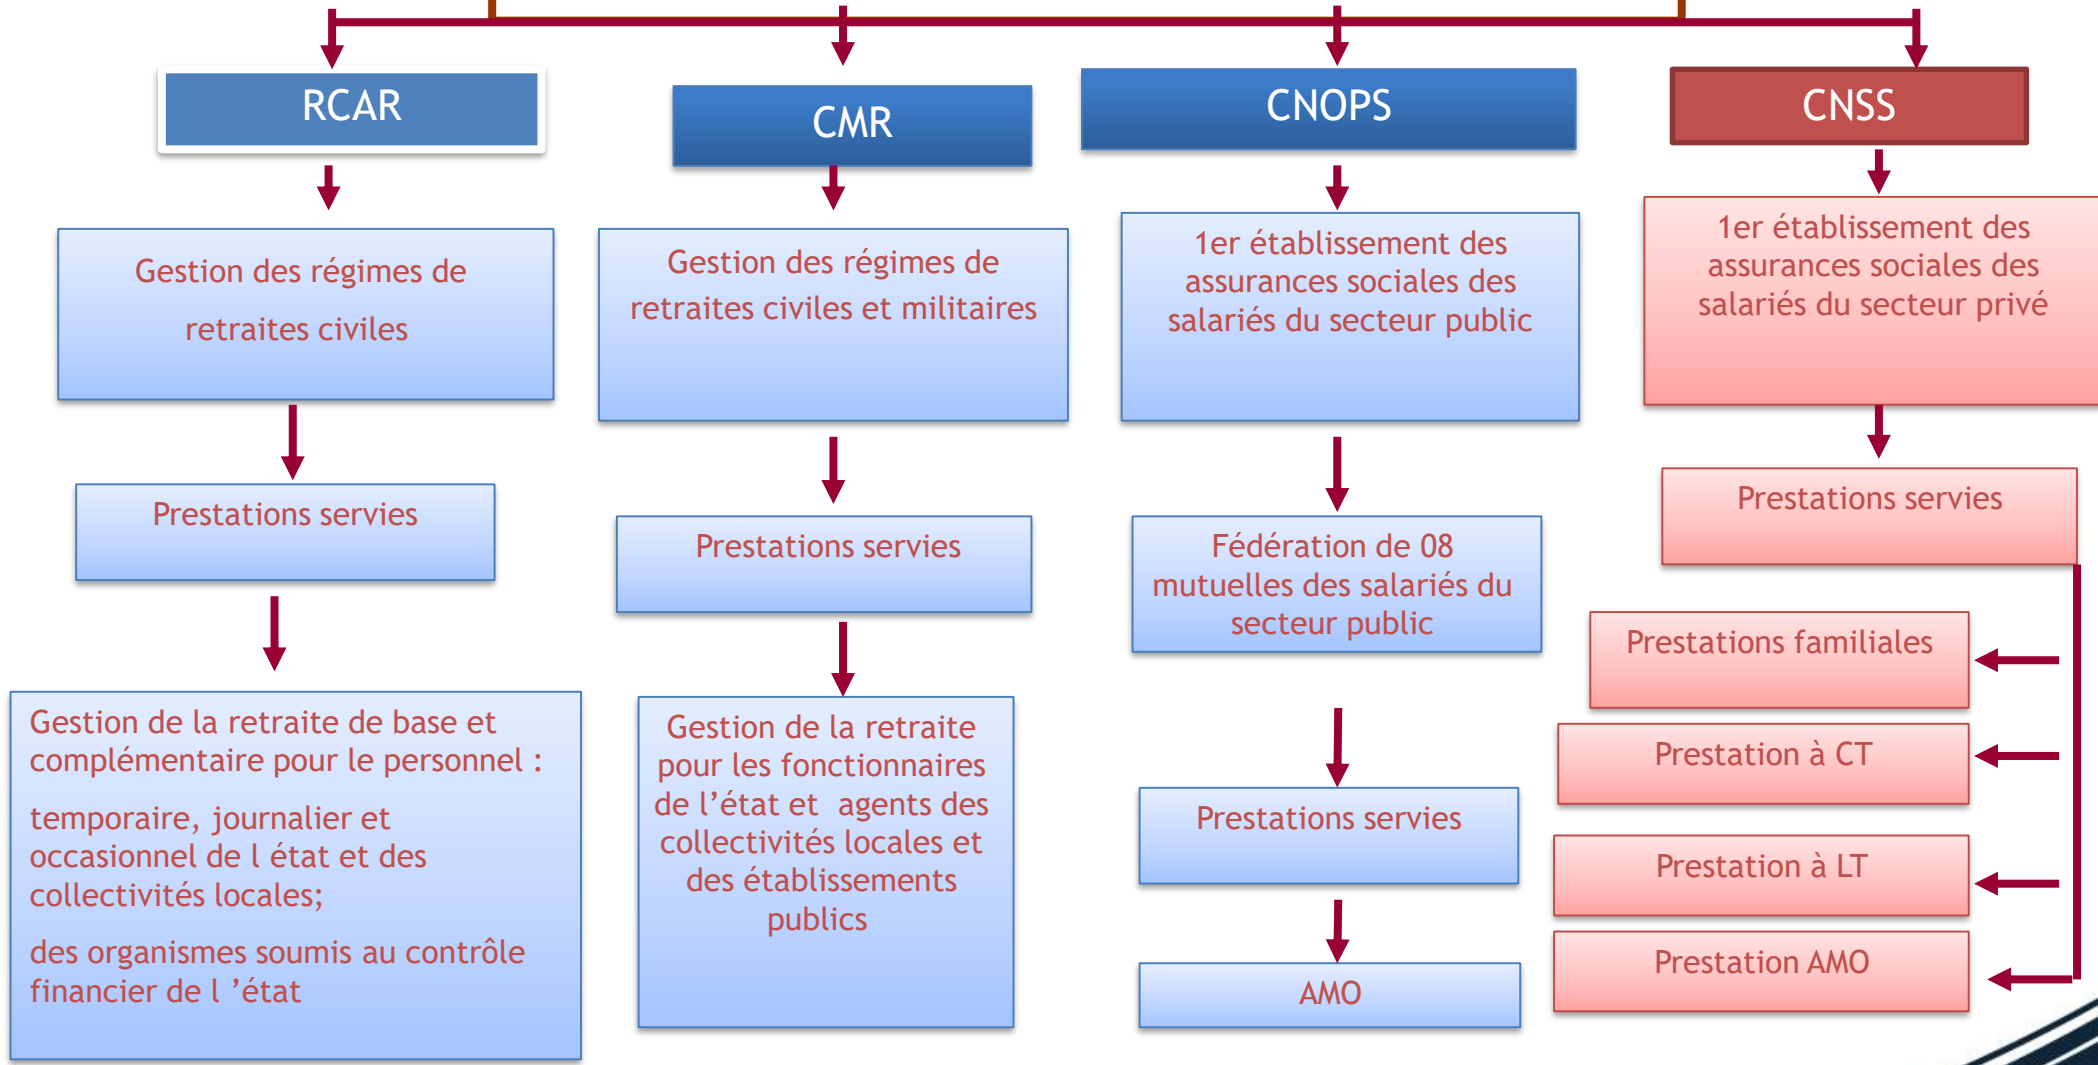 RCAR
Gestion des régimes de
retraites civiles
Prestations servies
Gestion de la retraite de base et
complémentaire pour le personnel :
temporaire, journalier et
occasionnel de l état et des
collectivités locales;
des organismes soumis au contrôle
financier de l ’état
CMR
Gestion des régimes de
retraites civiles et militaires
Prestations servies
Gestion de la retraite
pour les fonctionnaires
de l’état et  agents des
collectivités locales et
des établissements
publics
CNOPS
1er établissement des
assurances sociales des
salariés du secteur public
Fédération de 08
mutuelles des salariés du
secteur public
Prestations servies
AMO
CNSS
1er établissement des
assurances sociales des
salariés du secteur privé
Prestations servies
Prestations familiales
Prestation à CT
Prestation à LT
Prestation AMO